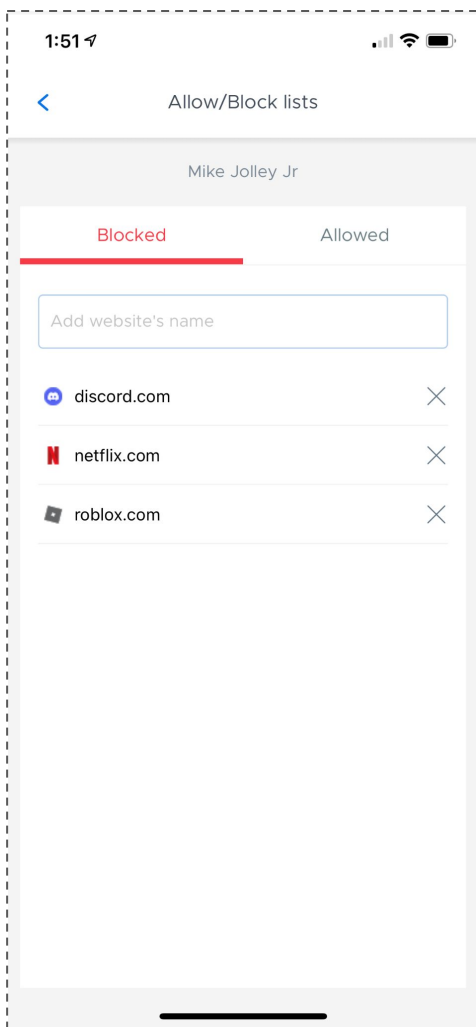 1:51
Allow/Block lists
Mike Jolley Jr
Blocked Allowed
Add website's name
discord.com
netflix.com
roblox.com